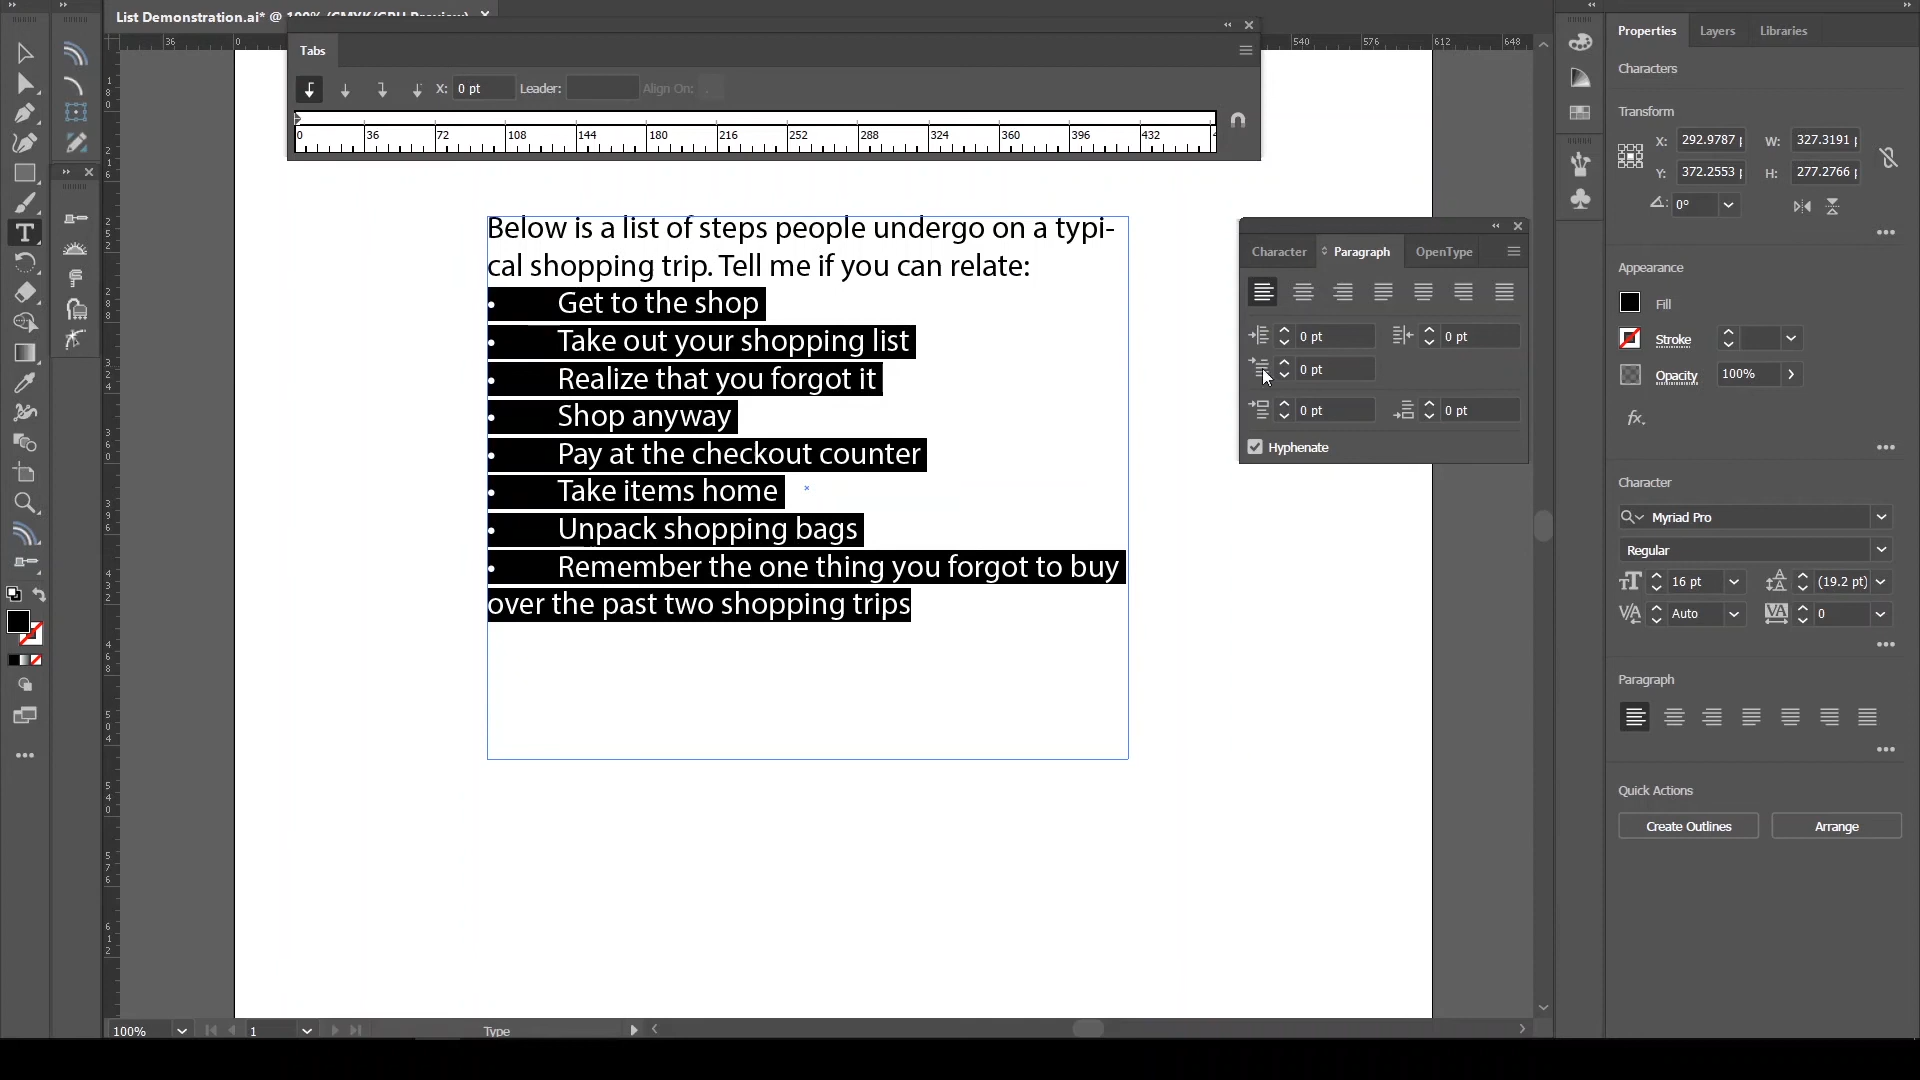 List Demonstration.ai* @ 100% (CMYK/GPU Preview)
Tabs
X: 0 pt Leader: Align On: .
0 36 72 108 144 180 216 252 288 324 360 396 432
36 0 540 576 612 648
Below is a list of steps people undergo on a typi-
cal shopping trip. Tell me if you can relate:
• Get to the shop
• Take out your shopping list
• Realize that you forgot it
• Shop anyway
• Pay at the checkout counter
• Take items home
• Unpack shopping bags
• Remember the one thing you forgot to buy
over the past two shopping trips
Character Paragraph OpenType
0 pt 0 pt
0 pt
0 pt 0 pt
Hyphenate
Properties Layers Libraries
Characters
Transform
X: 292.9787 W: 327.3191
Y: 372.2553 H: 277.2766
0°
Appearance
Fill
Stroke
Opacity 100%
fx.
Character
Myriad Pro
Regular
16 pt (19.2 pt)
Auto 0
Paragraph
Quick Actions
Create Outlines Arrange
100% 1 Type